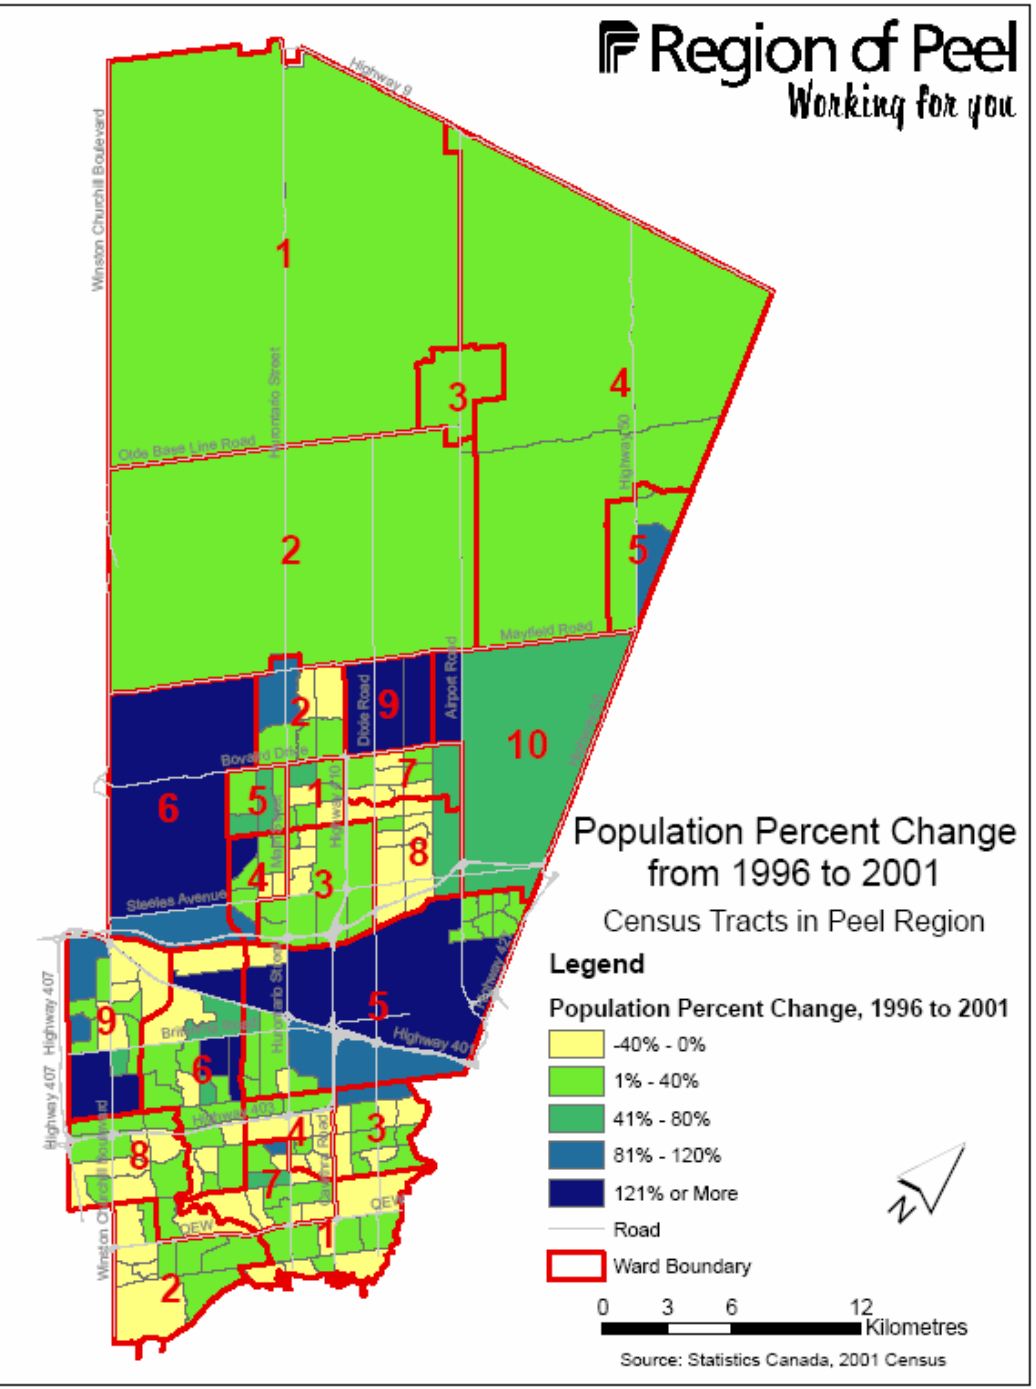 Region of Peel
Working for you
Highway 9
Winston Churchill Boulevard
1
Hurontario Street
3
4
Highway 50
Olde Base Line Road
2
5
Mayfield Road
Airport Road
2
Dixie Road
9
10
Bovaird Drive
7
6
5
1
Highway 410
8
4
3
Steeles Avenue
Population Percent Change
from 1996 to 2001
Census Tracts in Peel Region
Legend
Population Percent Change, 1996 to 2001
-40% - 0%
1% - 40%
41% - 80%
81% - 120%
121% or More
Road
Ward Boundary
0 3 6 12
Kilometres
Source: Statistics Canada, 2001 Census
N
Highway 407
Highway 407
Hurontario Street
5
9
Highway 401
6
Highway 403
4
3
8
7
Cawthra Road
Winston Churchill Boulevard
QEW
QEW
1
2